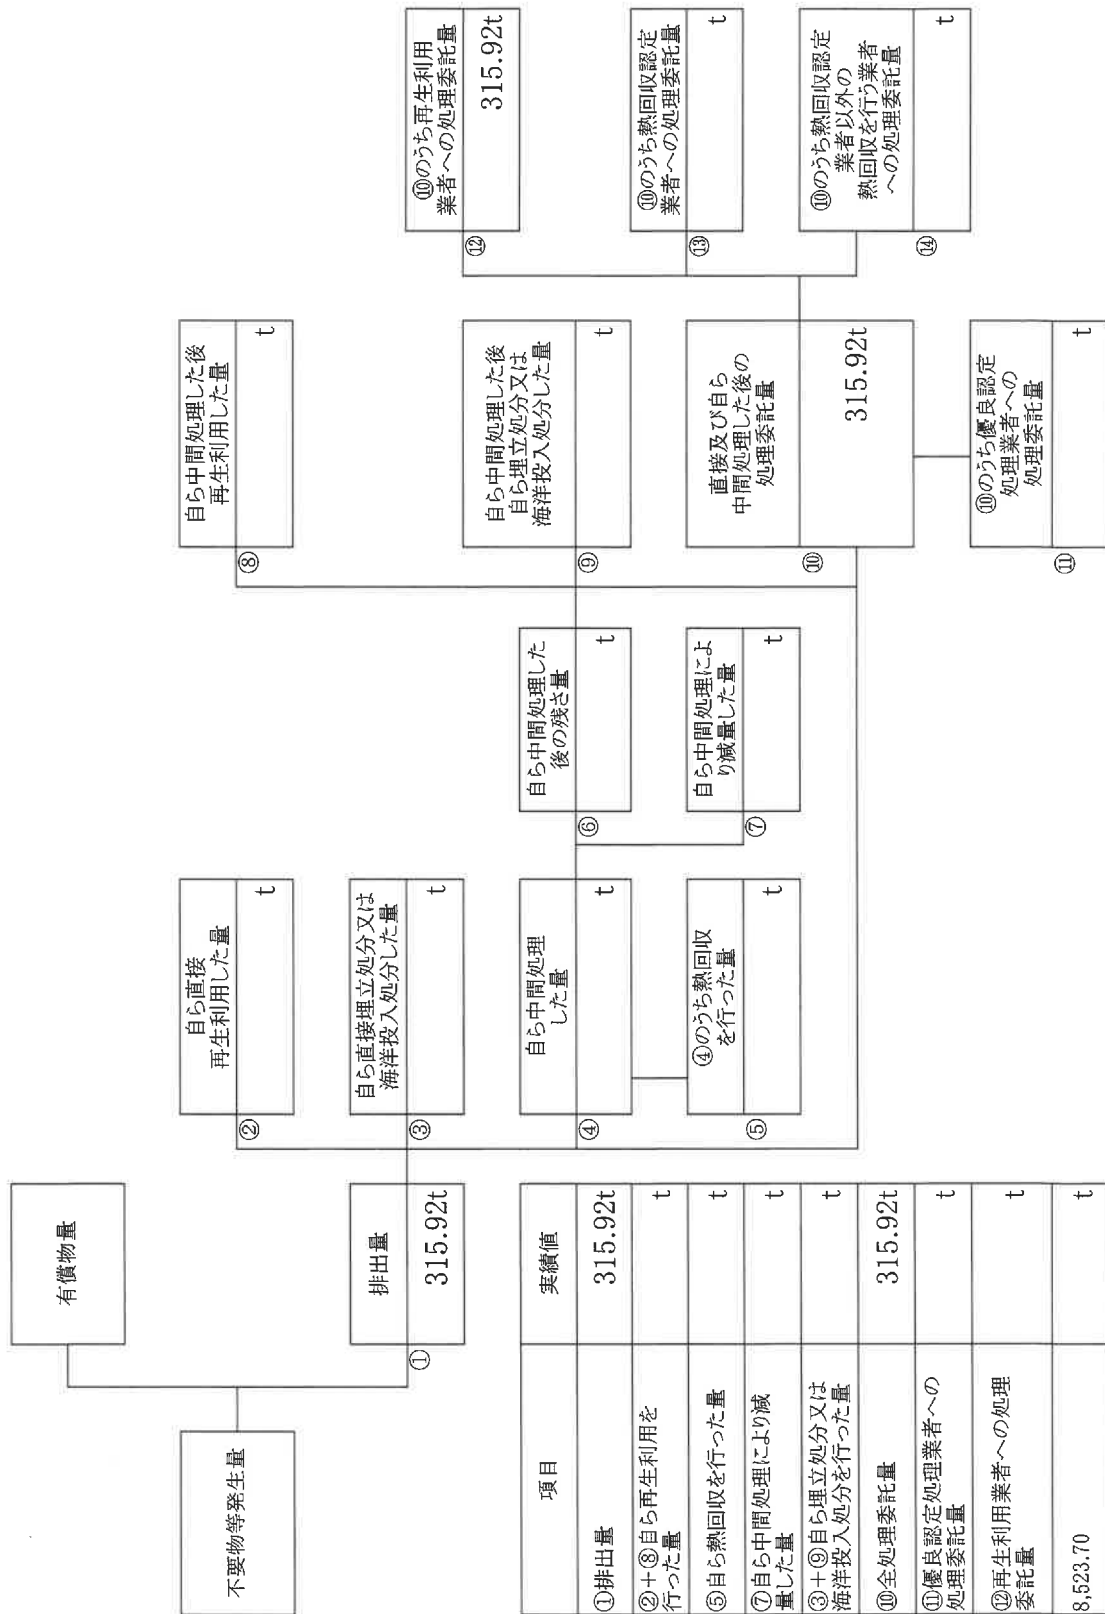 不要物等発生量
有償物量
排出量
①
315.92t
自ら直接
再生利用した量
②
t
自ら直接埋立処分又は
海洋投入処分した量
③
t
自ら中間処理
した量
④
t
④のうち熱回収
を行った量
⑤
t
自ら中間処理した
後の残さ量
⑥
t
自ら中間処理によ
り減量した量
⑦
t
自ら中間処理した後
再生利用した量
⑧
t
自ら中間処理した後
自ら埋立処分又は
海洋投入処分した量
⑨
t
直接及び自ら
中間処理した後の
処理委託量
⑩
315.92t
⑩のうち優良認定
処理業者への
処理委託量
⑪
t
⑩のうち再生利用
業者への処理委託量
⑫
315.92t
⑩のうち熱回収認定
業者への処理委託量
⑬
t
⑩のうち熱回収認定
業者以外の
熱回収を行う業者
への処理委託量
⑭
t
項目 実績値
①排出量 315.92t
②+⑧自ら再生利用を
行った量 t
⑤自ら熱回収を行った量 t
⑦自ら中間処理により減
量した量 t
③+⑨自ら埋立処分又は
海洋投入処分を行った量 t
⑩全処理委託量 315.92t
⑪優良認定処理業者への
処理委託量 t
⑫再生利用業者への処理
委託量 t
8,523.70 t